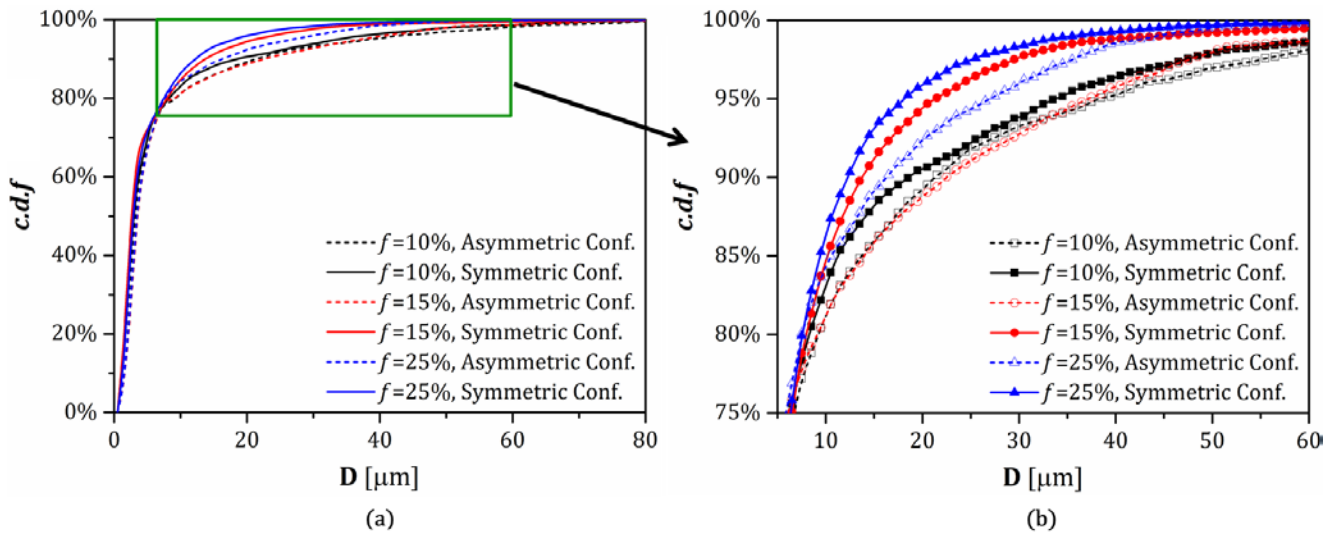 100%
80%
60%
40%
20%
0%
c.d.f
f=10%, Asymmetric Conf.
f=10%, Symmetric Conf.
f=15%, Asymmetric Conf.
f=15%, Symmetric Conf.
f=25%, Asymmetric Conf.
f=25%, Symmetric Conf.
0 20 40 60 80
D [μm]
(a)
100%
95%
90%
85%
80%
75%
c.d.f
f=10%, Asymmetric Conf.
f=10%, Symmetric Conf.
f=15%, Asymmetric Conf.
f=15%, Symmetric Conf.
f=25%, Asymmetric Conf.
f=25%, Symmetric Conf.
10 20 30 40 50 60
D [μm]
(b)